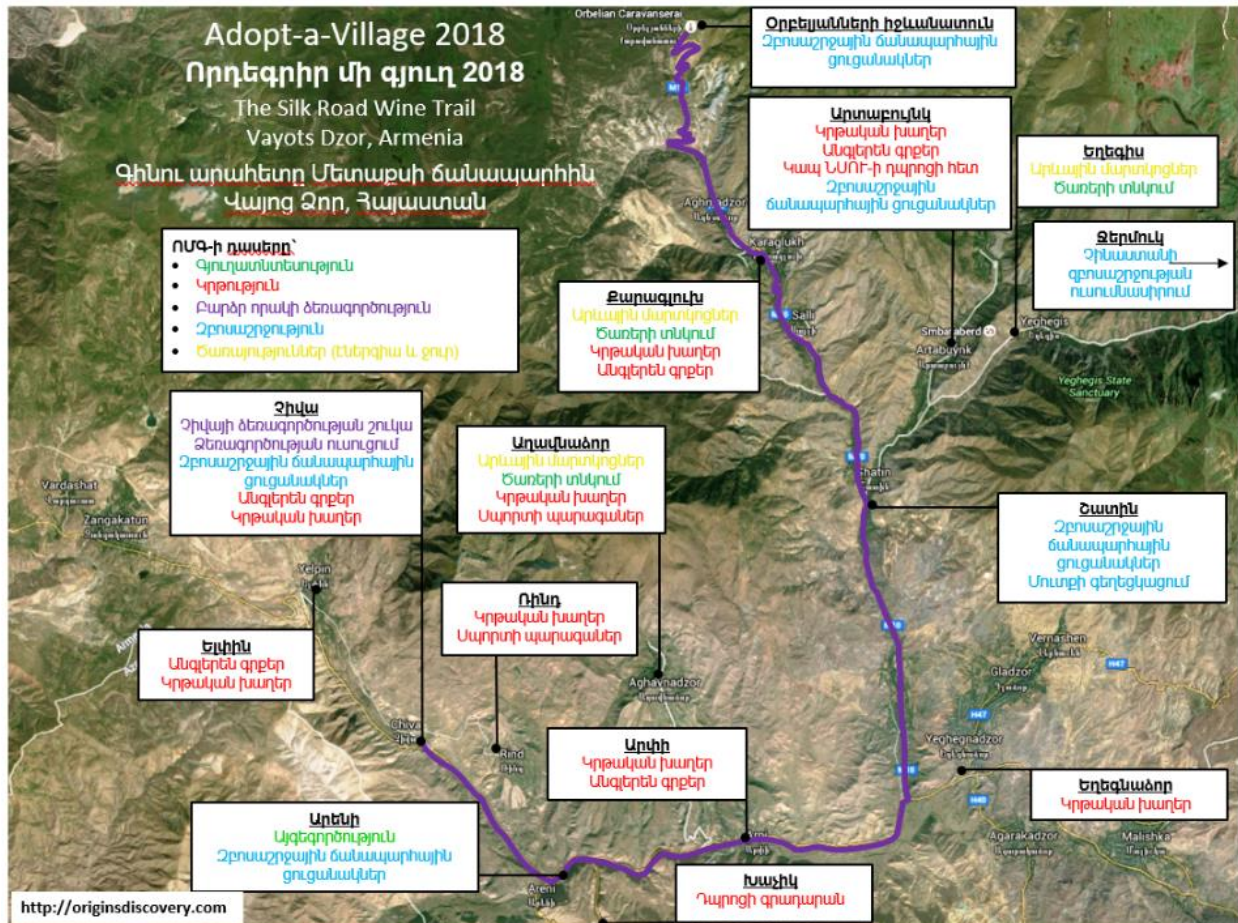 Adopt-a-Village 2018
Որդեգրիր մի գյուղ 2018
The Silk Road Wine Trail
Vayots Dzor, Armenia
Գինու արահետը Մետաքսի ճանապարհին
Վայոց Ձոր, Հայաստան
ՈՄԳ-ի դասերը՝
Գյուղատնտեսություն
Կրթություն
Բարձր որակի ձեռագործություն
Զբոսաշրջություն
Ծառայություններ (Էներգիա և ջուր)
Orbelian Caravanserai
Օրբելյանների իջևանատուն
Զբոսաշրջային ճանապարհային
ցուցանակներ
Արտաբույնկ
Կրթական խաղեր
Անգլերեն գրքեր
Կապ ՆՄՈՒ-ի դպրոցի հետ
Զբոսաշրջային
ճանապարհային ցուցանակներ
Եղեգիս
Արևային մարտկոցներ
Ծառերի տնկում
Ջերմուկ
Չինաստանի
զբոսաշրջության
ուսումնասիրում
Քարագլուխ
Արևային մարտկոցներ
Ծառերի տնկում
Կրթական խաղեր
Անգլերեն գրքեր
Չիվա
Չիվայի ձեռագործության շուկա
Ձեռագործության ուսուցում
Զբոսաշրջային ճանապարհային
ցուցանակներ
Անգլերեն գրքեր
Կրթական խաղեր
Աղավնաձոր
Արևային մարտկոցներ
Ծառերի տնկում
Կրթական խաղեր
Սպորտի պարագաներ
Շատին
Զբոսաշրջային
ճանապարհային
ցուցանակներ
Մուտքի գեղեցկացում
Ռինդ
Կրթական խաղեր
Սպորտի պարագաներ
Ելփին
Անգլերեն գրքեր
Կրթական խաղեր
Արփի
Կրթական խաղեր
Անգլերեն գրքեր
Եղեգնաձոր
Կրթական խաղեր
Արենի
Այգեգործություն
Զբոսաշրջային ճանապարհային
ցուցանակներ
Խաչիկ
Դպրոցի գրադարան
Karaglukh
Salli
Smbataberd
Yeghegis
Artabuynk
Yeghegis State
Sanctuary
Shatin
Vardashat
Zangakatun
Yelpin
Chiva
Rind
Aghavnadzor
Vernashen
Gladzor
H47
H47
Yeghegnadzor
H40
Agarakadzor
Malishka
Arpi
Areni
http://originsdiscovery.com